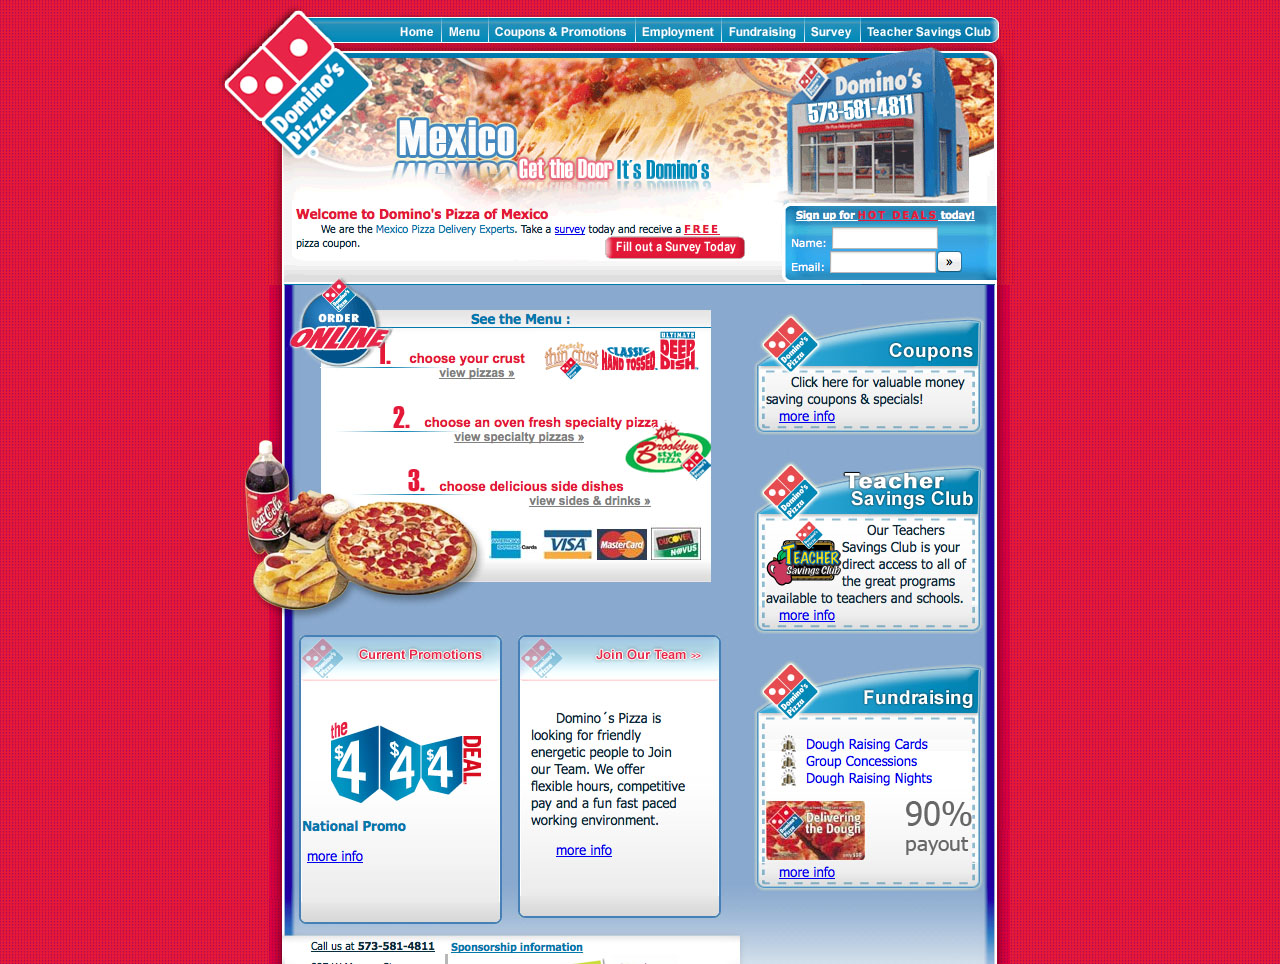 Home Menu Coupons & Promotions Employment Fundraising Survey Teacher Savings Club
Domino's
Pizza
Domino's
573-581-4811
Mexico
Get the Door It´s Domino´s
Welcome to Domino's Pizza of Mexico
We are the Mexico Pizza Delivery Experts. Take a survey today and receive a FREE
pizza coupon.
Fill out a Survey Today
Sign up for HOT DEALS today!
Name:
Email:
»
ORDER
ONLINE
See the Menu :
1. choose your crust
view pizzas »
thin crust
CLASSIC
HAND TOSSED
ULTIMATE
DEEP
DISH
2. choose an oven fresh specialty pizza
view specialty pizzas »
Brooklyn
style
PIZZA
3. choose delicious side dishes
view sides & drinks »
Coca-Cola
AMERICAN
EXPRESS
Cards
VISA
MasterCard
DISCOVER
NOVUS
Domino's
Pizza
Coupons
Click here for valuable money
saving coupons & specials!
more info
Domino's
Pizza
Teacher
Savings Club
TEACHER
Savings Club
Our Teachers
Savings Club is your
direct access to all of
the great programs
available to teachers and schools.
more info
Domino's
Pizza
Fundraising
Dough Raising Cards
Group Concessions
Dough Raising Nights
Delivering
the Dough
90%
payout
more info
Current Promotions
the
$4 $4 $4
DEAL
National Promo
more info
Join Our Team >>
Domino´s Pizza is
looking for friendly
energetic people to Join
our Team. We offer
flexible hours, competitive
pay and a fun fast paced
working environment.
more info
Call us at 573-581-4811
Sponsorship information